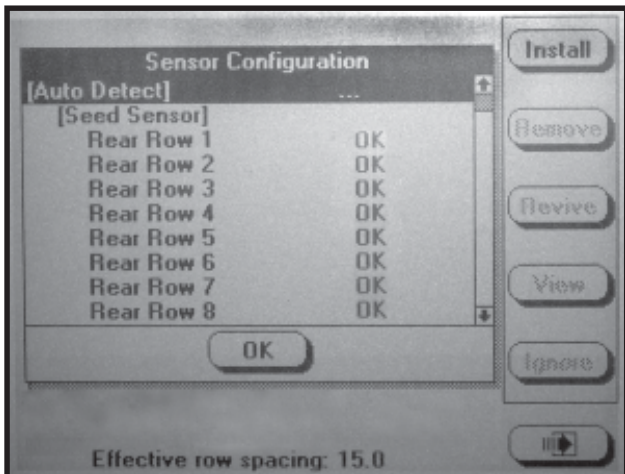 Sensor Configuration
[Auto Detect] ...
[Seed Sensor]
Rear Row 1 OK
Rear Row 2 OK
Rear Row 3 OK
Rear Row 4 OK
Rear Row 5 OK
Rear Row 6 OK
Rear Row 7 OK
Rear Row 8 OK
OK
Effective row spacing: 15.0
Install
Remove
Revive
View
Ignore